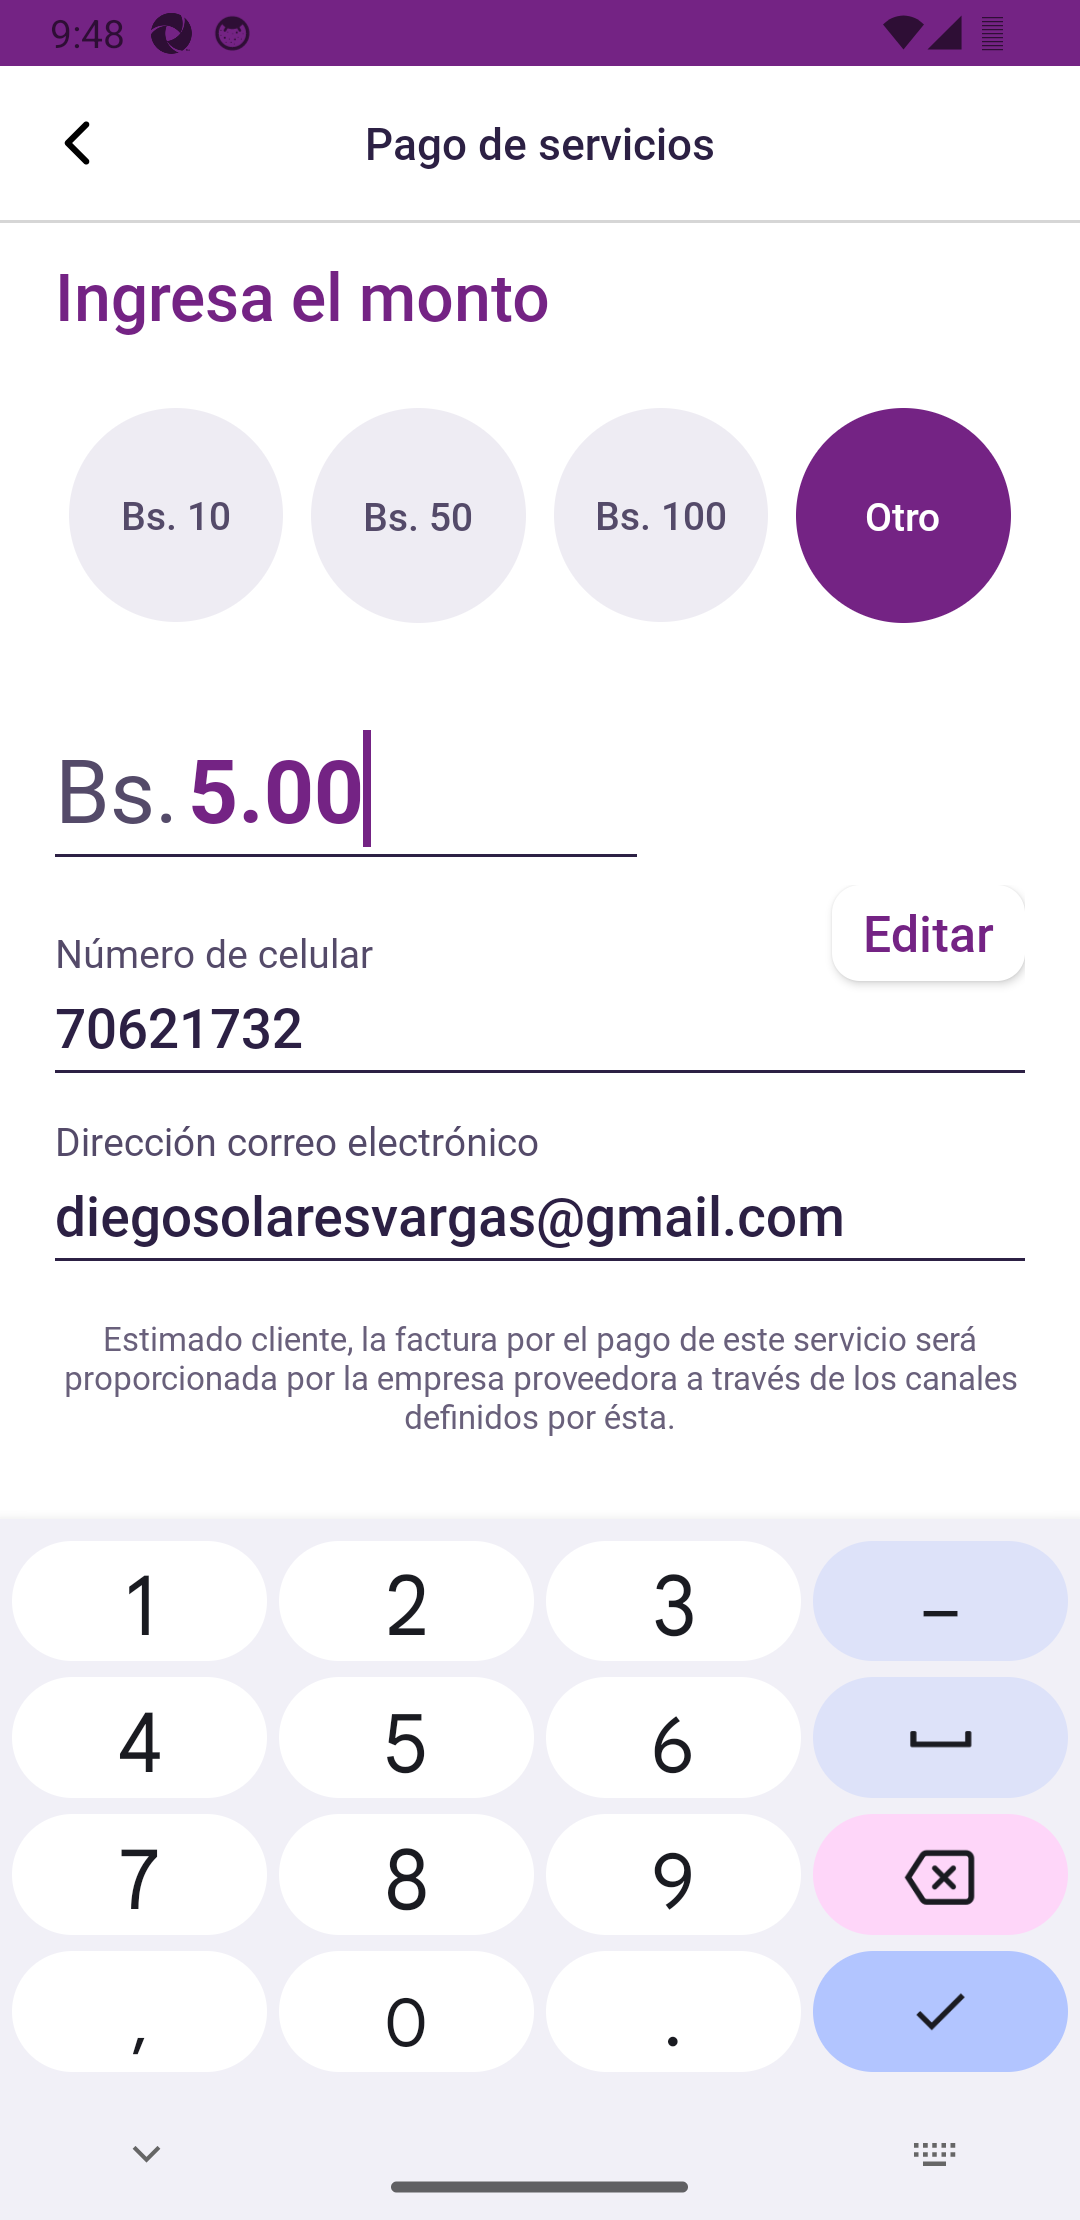 9:48
Pago de servicios
Ingresa el monto
Bs. 10
Bs. 50
Bs. 100
Otro
Bs. 5.00
Editar
Número de celular
70621732
Dirección correo electrónico
diegosolaresvargas@gmail.com
Estimado cliente, la factura por el pago de este servicio será
proporcionada por la empresa proveedora a través de los canales
definidos por ésta.
1 2 3 –
4 5 6
7 8 9
, 0 .